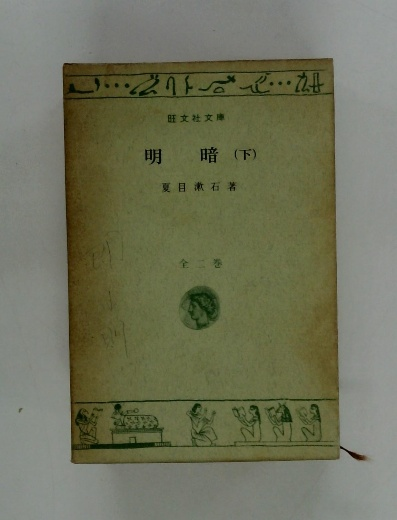 旺文社文庫
明 暗 (下)
夏目漱石著
全二巻